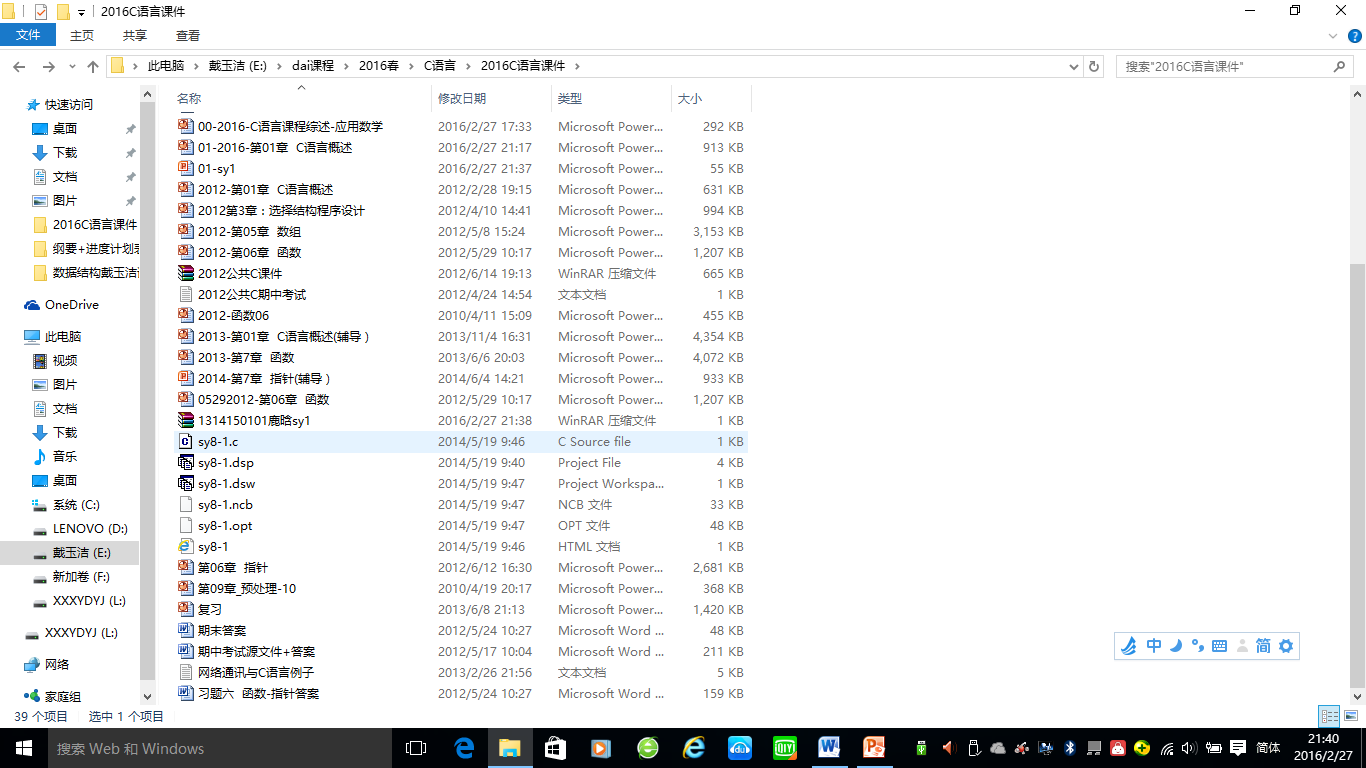 2016C语言课件
文件 主页 共享 查看
此电脑 戴玉洁 (E:) dai课程 2016春 C语言 2016C语言课件 搜索"2016C语言课件"
快速访问
桌面
下载
文档
图片
2016C语言课件
纲要+进度计划
数据结构戴玉洁
OneDrive
此电脑
视频
图片
文档
下载
音乐
桌面
系统 (C:)
LENOVO (D:)
戴玉洁 (E:)
新加卷 (F:)
XXXYDYJ (L:)
XXXYDYJ (L:)
网络
家庭组
名称 修改日期 类型 大小
00-2016-C语言课程综述-应用数学 2016/2/27 17:33 Microsoft Power... 292 KB
01-2016-第01章 C语言概述 2016/2/27 21:17 Microsoft Power... 913 KB
01-sy1 2016/2/27 21:37 Microsoft Power... 55 KB
2012-第01章 C语言概述 2012/2/28 19:15 Microsoft Power... 631 KB
2012第3章：选择结构程序设计 2012/4/10 14:41 Microsoft Power... 994 KB
2012-第05章 数组 2012/5/8 15:24 Microsoft Power... 3,153 KB
2012-第06章 函数 2012/5/29 10:17 Microsoft Power... 1,207 KB
2012公共C课件 2012/6/14 19:13 WinRAR 压缩文件 665 KB
2012公共C期中考试 2012/4/24 14:54 文本文档 1 KB
2012-函数06 2010/4/11 15:09 Microsoft Power... 455 KB
2013-第01章 C语言概述(辅导） 2013/11/4 16:31 Microsoft Power... 4,354 KB
2013-第7章 函数 2013/6/6 20:03 Microsoft Power... 4,072 KB
2014-第7章 指针(辅导） 2014/6/4 14:21 Microsoft Power... 933 KB
05292012-第06章 函数 2012/5/29 10:17 Microsoft Power... 1,207 KB
1314150101鹿晗sy1 2016/2/27 21:38 WinRAR 压缩文件 1 KB
sy8-1.c 2014/5/19 9:46 C Source file 1 KB
sy8-1.dsp 2014/5/19 9:40 Project File 4 KB
sy8-1.dsw 2014/5/19 9:47 Project Workspa... 1 KB
sy8-1.ncb 2014/5/19 9:47 NCB 文件 33 KB
sy8-1.opt 2014/5/19 9:47 OPT 文件 48 KB
sy8-1 2014/5/19 9:46 HTML 文档 1 KB
第06章 指针 2012/6/12 16:30 Microsoft Power... 2,681 KB
第09章_预处理-10 2010/4/19 20:17 Microsoft Power... 368 KB
复习 2013/6/8 21:13 Microsoft Power... 1,420 KB
期末答案 2012/5/24 10:27 Microsoft Word ... 48 KB
期中考试源文件+答案 2012/5/17 10:04 Microsoft Word ... 211 KB
网络通讯与C语言例子 2013/2/26 21:56 文本文档 5 KB
习题六 函数-指针答案 2012/5/24 10:27 Microsoft Word ... 159 KB
中 简
39 个项目 选中 1 个项目
搜索 Web 和 Windows
QIY
简体
21:40
2016/2/27